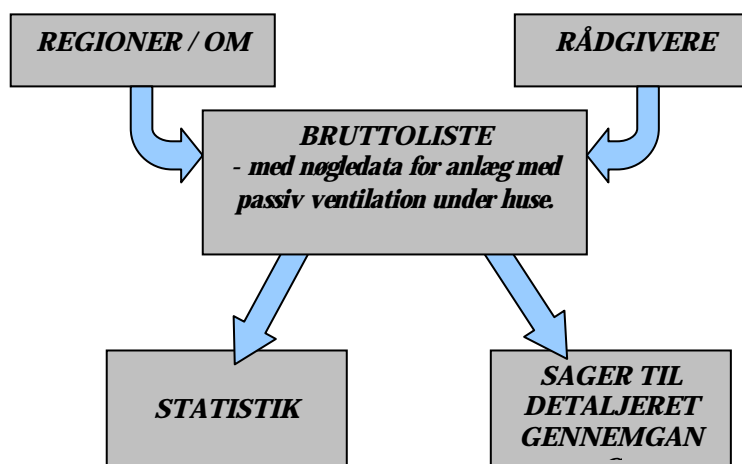 REGIONER / OM
RÅDGIVERE
BRUTTOLISTE
- med nøgledata for anlæg med
passiv ventilation under huse.
STATISTIK
SAGER TIL
DETALJERET
GENNEMGAN